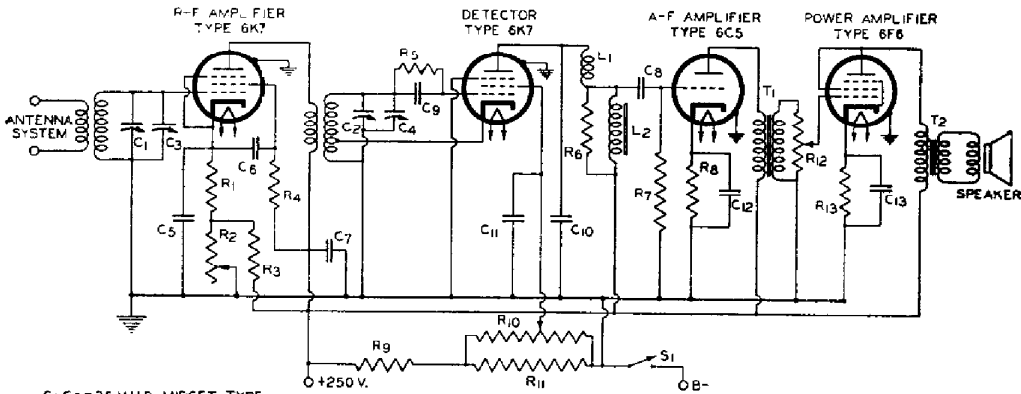 R-F AMPLIFIER
TYPE 6K7
DETECTOR
TYPE 6K7
A-F AMPLIFIER
TYPE 6C5
POWER AMPLIFIER
TYPE 6F6
ANTENNA
SYSTEM
C1
C3
C5
C6
R1
R2
R3
R4
C7
C2
C4
R5
C9
C11
C10
L1
L2
R6
C8
R7
R8
C12
T1
R12
R13
C13
T2
SPEAKER
R9
R10
R11
S1
+250 V.
B-
MIDGET TYPE